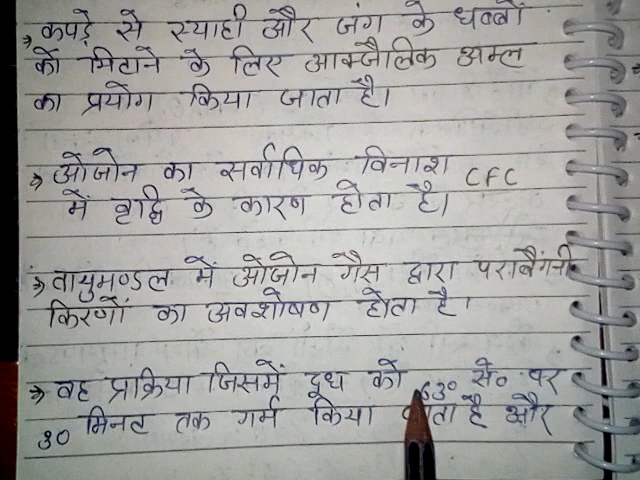 → कपड़े से स्याही और जंग के धब्बों
को मिटाने के लिए आक्जैलिक अम्ल
का प्रयोग किया जाता है।
→ ओजोन का सर्वाधिक विनाश CFC
में वृद्धि के कारण होता है।
→ वायुमण्डल में ओजोन गैस द्वारा पराबैंगनी
किरणों का अवशोषण होता है।
→ वह प्रक्रिया जिसमें दूध को 63० से० पर
30 मिनट तक गर्म किया जाता है और